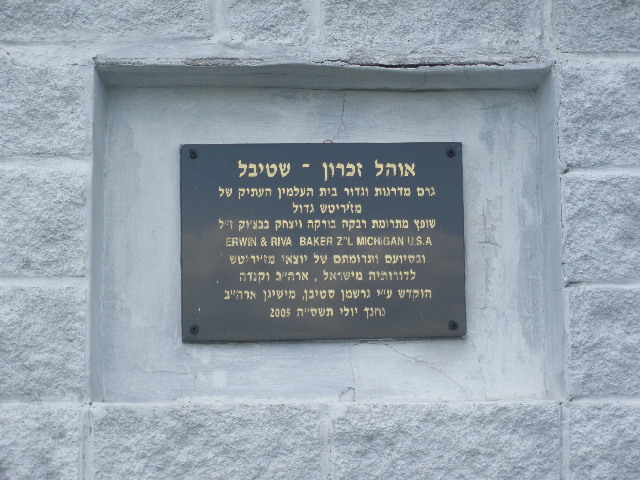 אוהל זכרון - שטיבל
גרם מדרגות וגדור בית העלמין העתיק של
מז'ריטש גדול
שופץ מתרומת רבקה בורקה ויצחק בבצ'וק ז"ל
ERWIN & RIVA BAKER Z"L MICHIGAN U.S.A
ובסיועם ותרומתם של יוצאי מז'יריטש
לדורותיה מישראל , ארה"ב וקנדה
הוקדש ע"י גרשמן סטיבן, מישיגן ארה"ב
נחנך יולי תשס"ה 2005